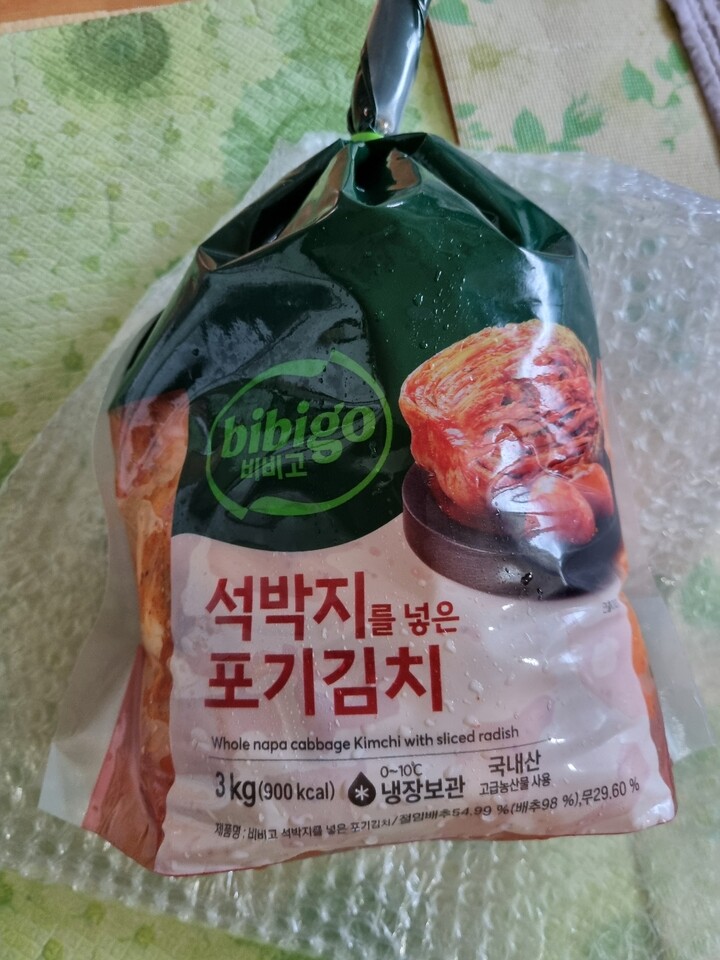 bibigo
비비고
석박지를 넣은
포기김치
Whole napa cabbage Kimchi with sliced radish
3 kg (900 kcal) 0~10℃ 냉장보관 국내산 고급농산물 사용
제품명 : 비비고 석박지를 넣은 포기김치/절임배추54.99 %(배추98 %),무29.60 %